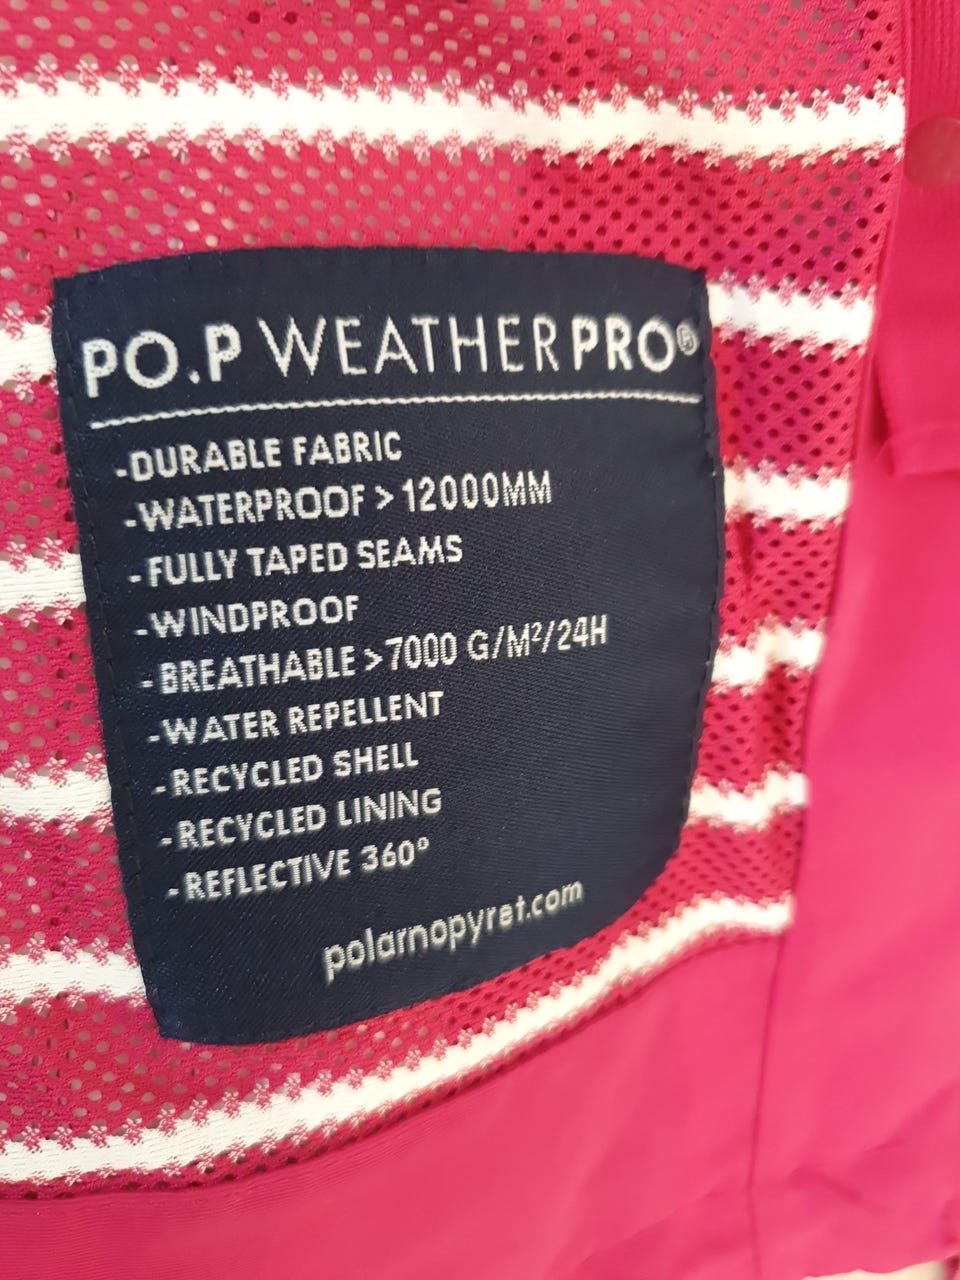 PO.P WEATHERPRO®
-DURABLE FABRIC
-WATERPROOF > 12000MM
-FULLY TAPED SEAMS
-WINDPROOF
-BREATHABLE >7000 G/M²/24H
-WATER REPELLENT
-RECYCLED SHELL
-RECYCLED LINING
-REFLECTIVE 360°
polarnopyret.com